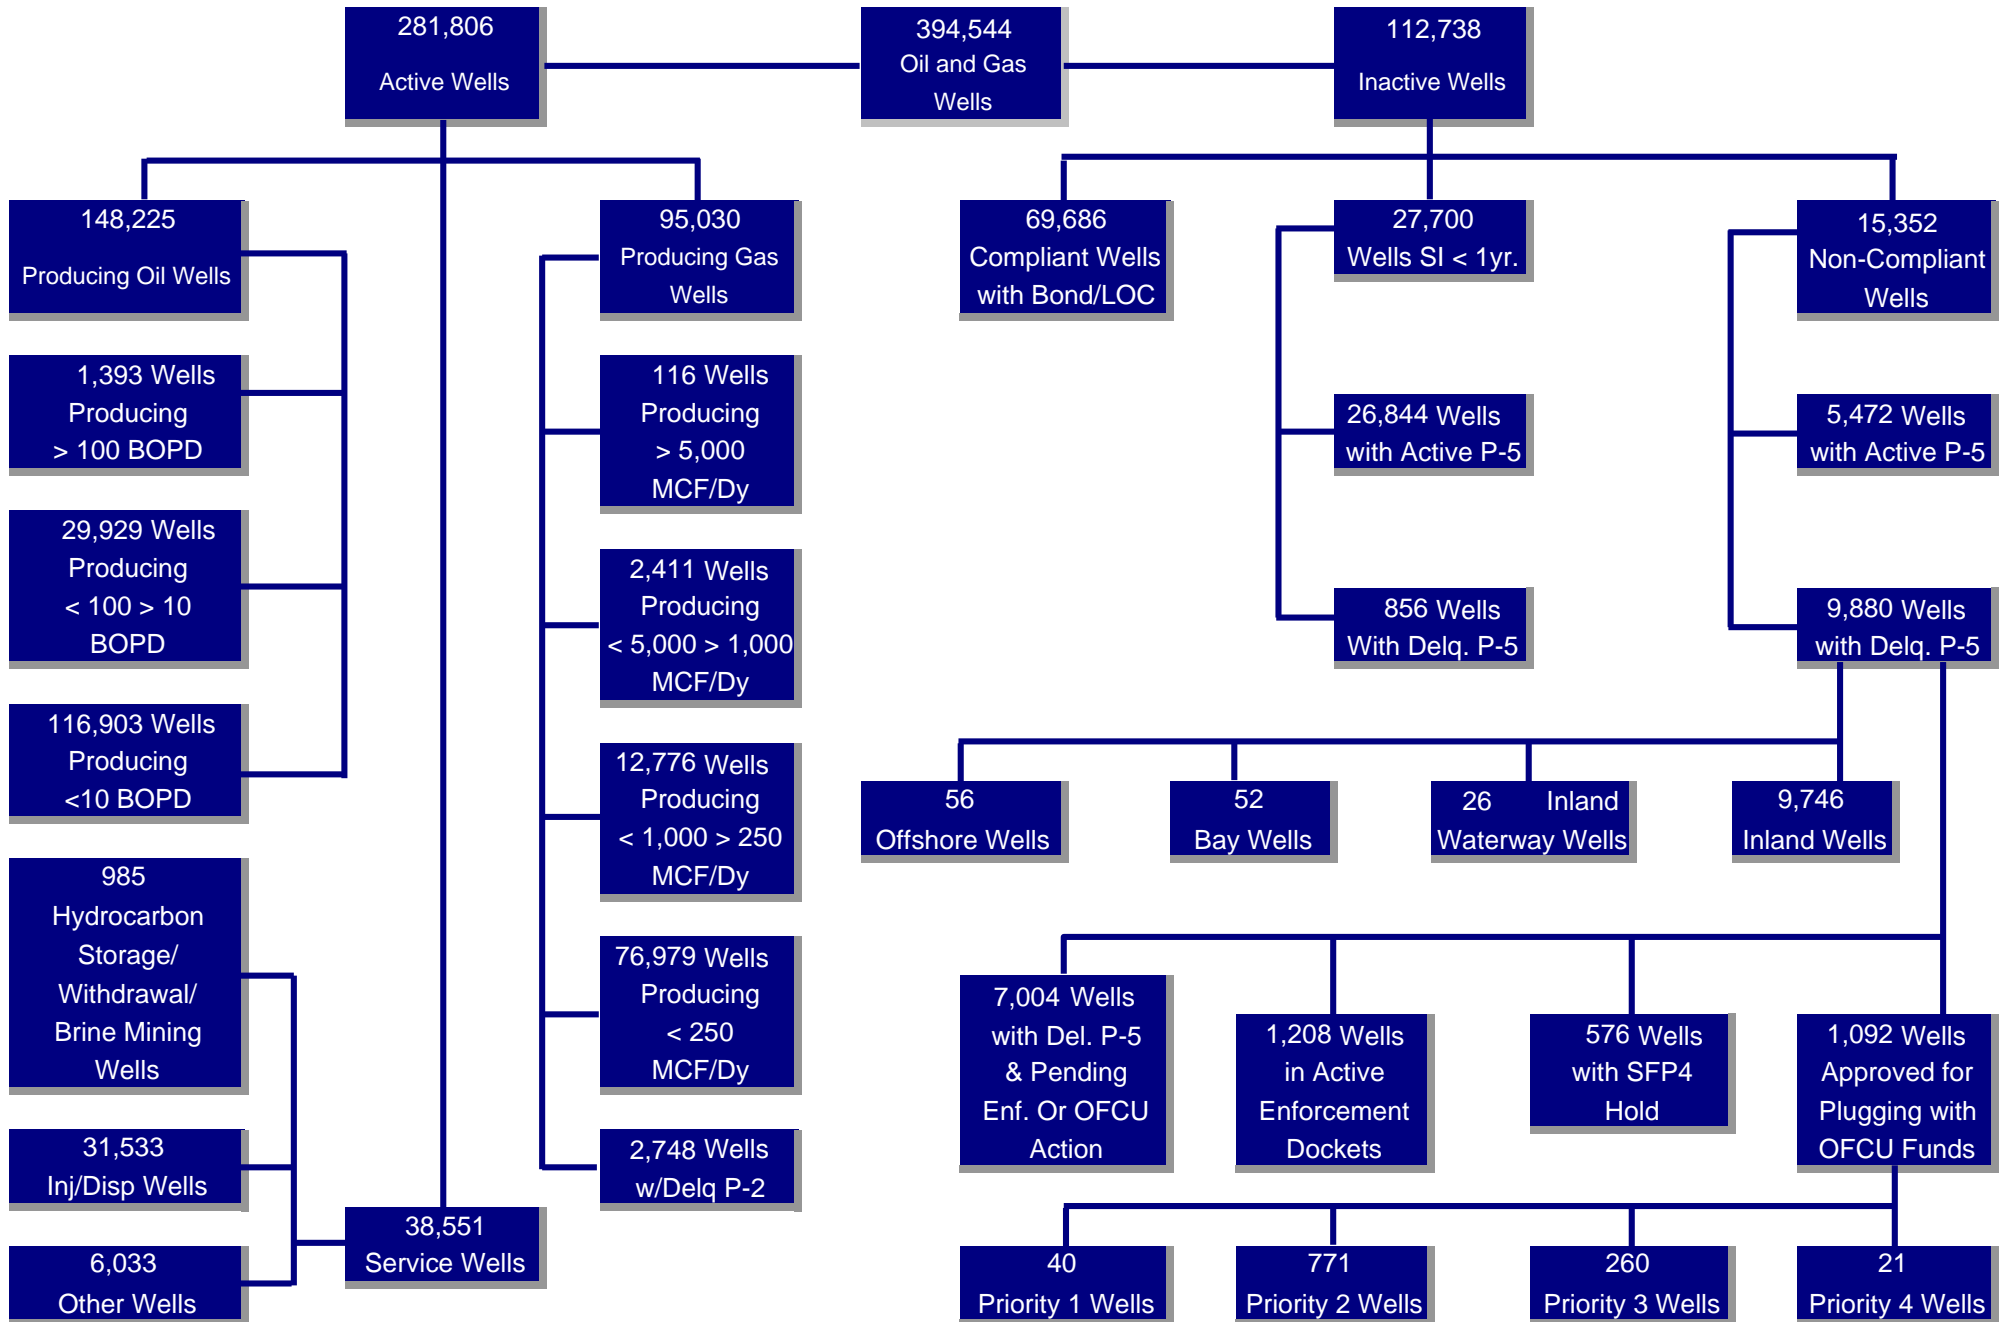 281,806
Active Wells
394,544
Oil and Gas
Wells
112,738
Inactive Wells
148,225
Producing Oil Wells
95,030
Producing Gas
Wells
69,686
Compliant Wells
with Bond/LOC
27,700
Wells SI < 1yr.
15,352
Non-Compliant
Wells
1,393 Wells
Producing
> 100 BOPD
116 Wells
Producing
> 5,000
MCF/Dy
26,844 Wells
with Active P-5
5,472 Wells
with Active P-5
29,929 Wells
Producing
< 100 > 10
BOPD
2,411 Wells
Producing
< 5,000 > 1,000
MCF/Dy
856 Wells
With Delq. P-5
9,880 Wells
with Delq. P-5
116,903 Wells
Producing
<10 BOPD
12,776 Wells
Producing
< 1,000 > 250
MCF/Dy
56
Offshore Wells
52
Bay Wells
26 Inland
Waterway Wells
9,746
Inland Wells
985
Hydrocarbon
Storage/
Withdrawal/
Brine Mining
Wells
76,979 Wells
Producing
< 250
MCF/Dy
7,004 Wells
with Del. P-5
& Pending
Enf. Or OFCU
Action
1,208 Wells
in Active
Enforcement
Dockets
576 Wells
with SFP4
Hold
1,092 Wells
Approved for
Plugging with
OFCU Funds
31,533
Inj/Disp Wells
2,748 Wells
w/Delq P-2
38,551
Service Wells
6,033
Other Wells
40
Priority 1 Wells
771
Priority 2 Wells
260
Priority 3 Wells
21
Priority 4 Wells